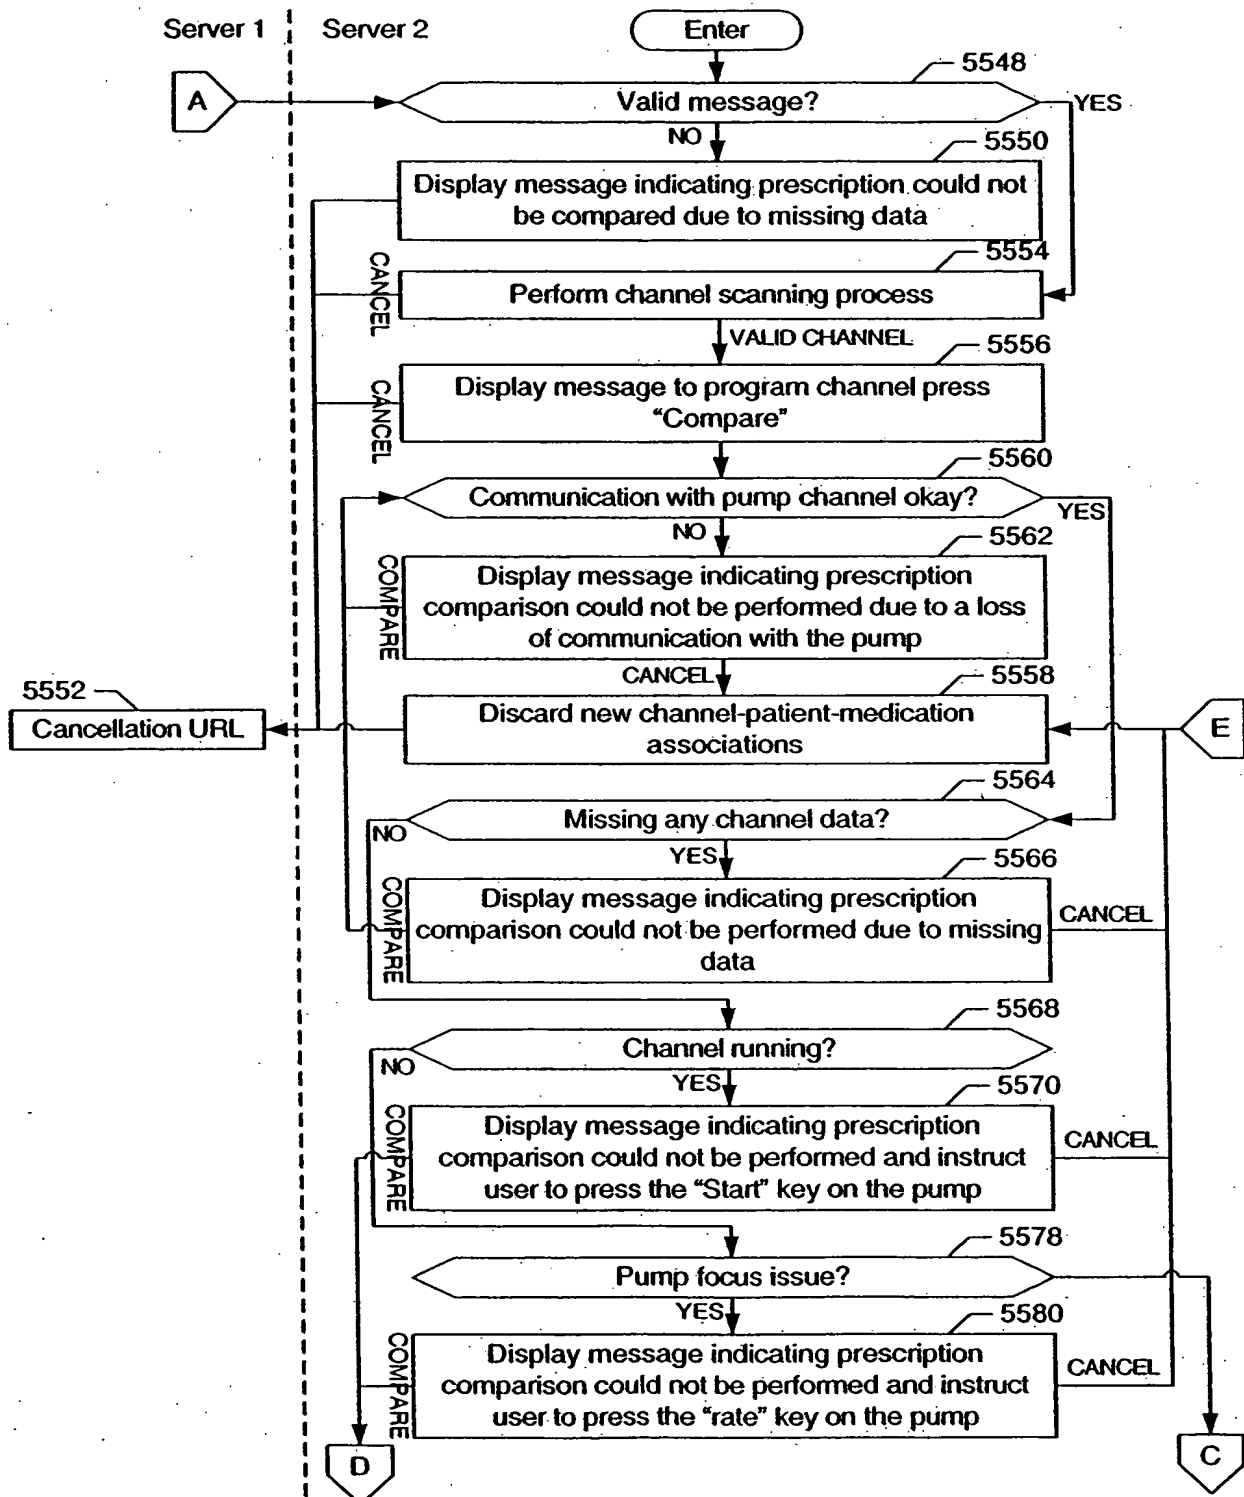 Server 1
Server 2
Enter
5548
A
Valid message?
YES
NO
5550
Display message indicating prescription could not
be compared due to missing data
5554
CANCEL
Perform channel scanning process
VALID CHANNEL
5556
CANCEL
Display message to program channel press
“Compare”
5560
Communication with pump channel okay?
YES
NO
5562
COMPARE
Display message indicating prescription
comparison could not be performed due to a loss
of communication with the pump
CANCEL
5558
5552
Cancellation URL
Discard new channel-patient-medication
associations
E
5564
Missing any channel data?
NO
YES
5566
COMPARE
Display message indicating prescription
comparison could not be performed due to missing
data
CANCEL
5568
Channel running?
NO
YES
5570
COMPARE
Display message indicating prescription
comparison could not be performed and instruct
user to press the “Start” key on the pump
CANCEL
5578
Pump focus issue?
YES
5580
COMPARE
Display message indicating prescription
comparison could not be performed and instruct
user to press the “rate” key on the pump
CANCEL
D
C